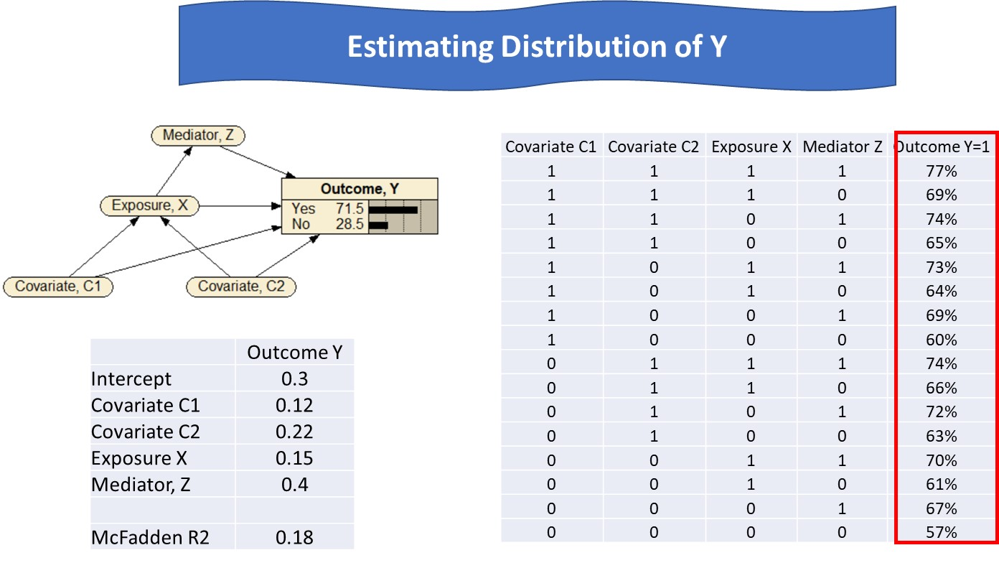 Estimating Distribution of Y
Mediator, Z
Exposure, X
Outcome, Y
Yes 71.5
No 28.5
Covariate, C1
Covariate, C2
Outcome Y
Intercept 0.3
Covariate C1 0.12
Covariate C2 0.22
Exposure X 0.15
Mediator, Z 0.4
McFadden R2 0.18
Covariate C1 Covariate C2 Exposure X Mediator Z Outcome Y=1
1 1 1 1 77%
1 1 1 0 69%
1 1 0 1 74%
1 1 0 0 65%
1 0 1 1 73%
1 0 1 0 64%
1 0 0 1 69%
1 0 0 0 60%
0 1 1 1 74%
0 1 1 0 66%
0 1 0 1 72%
0 1 0 0 63%
0 0 1 1 70%
0 0 1 0 61%
0 0 0 1 67%
0 0 0 0 57%